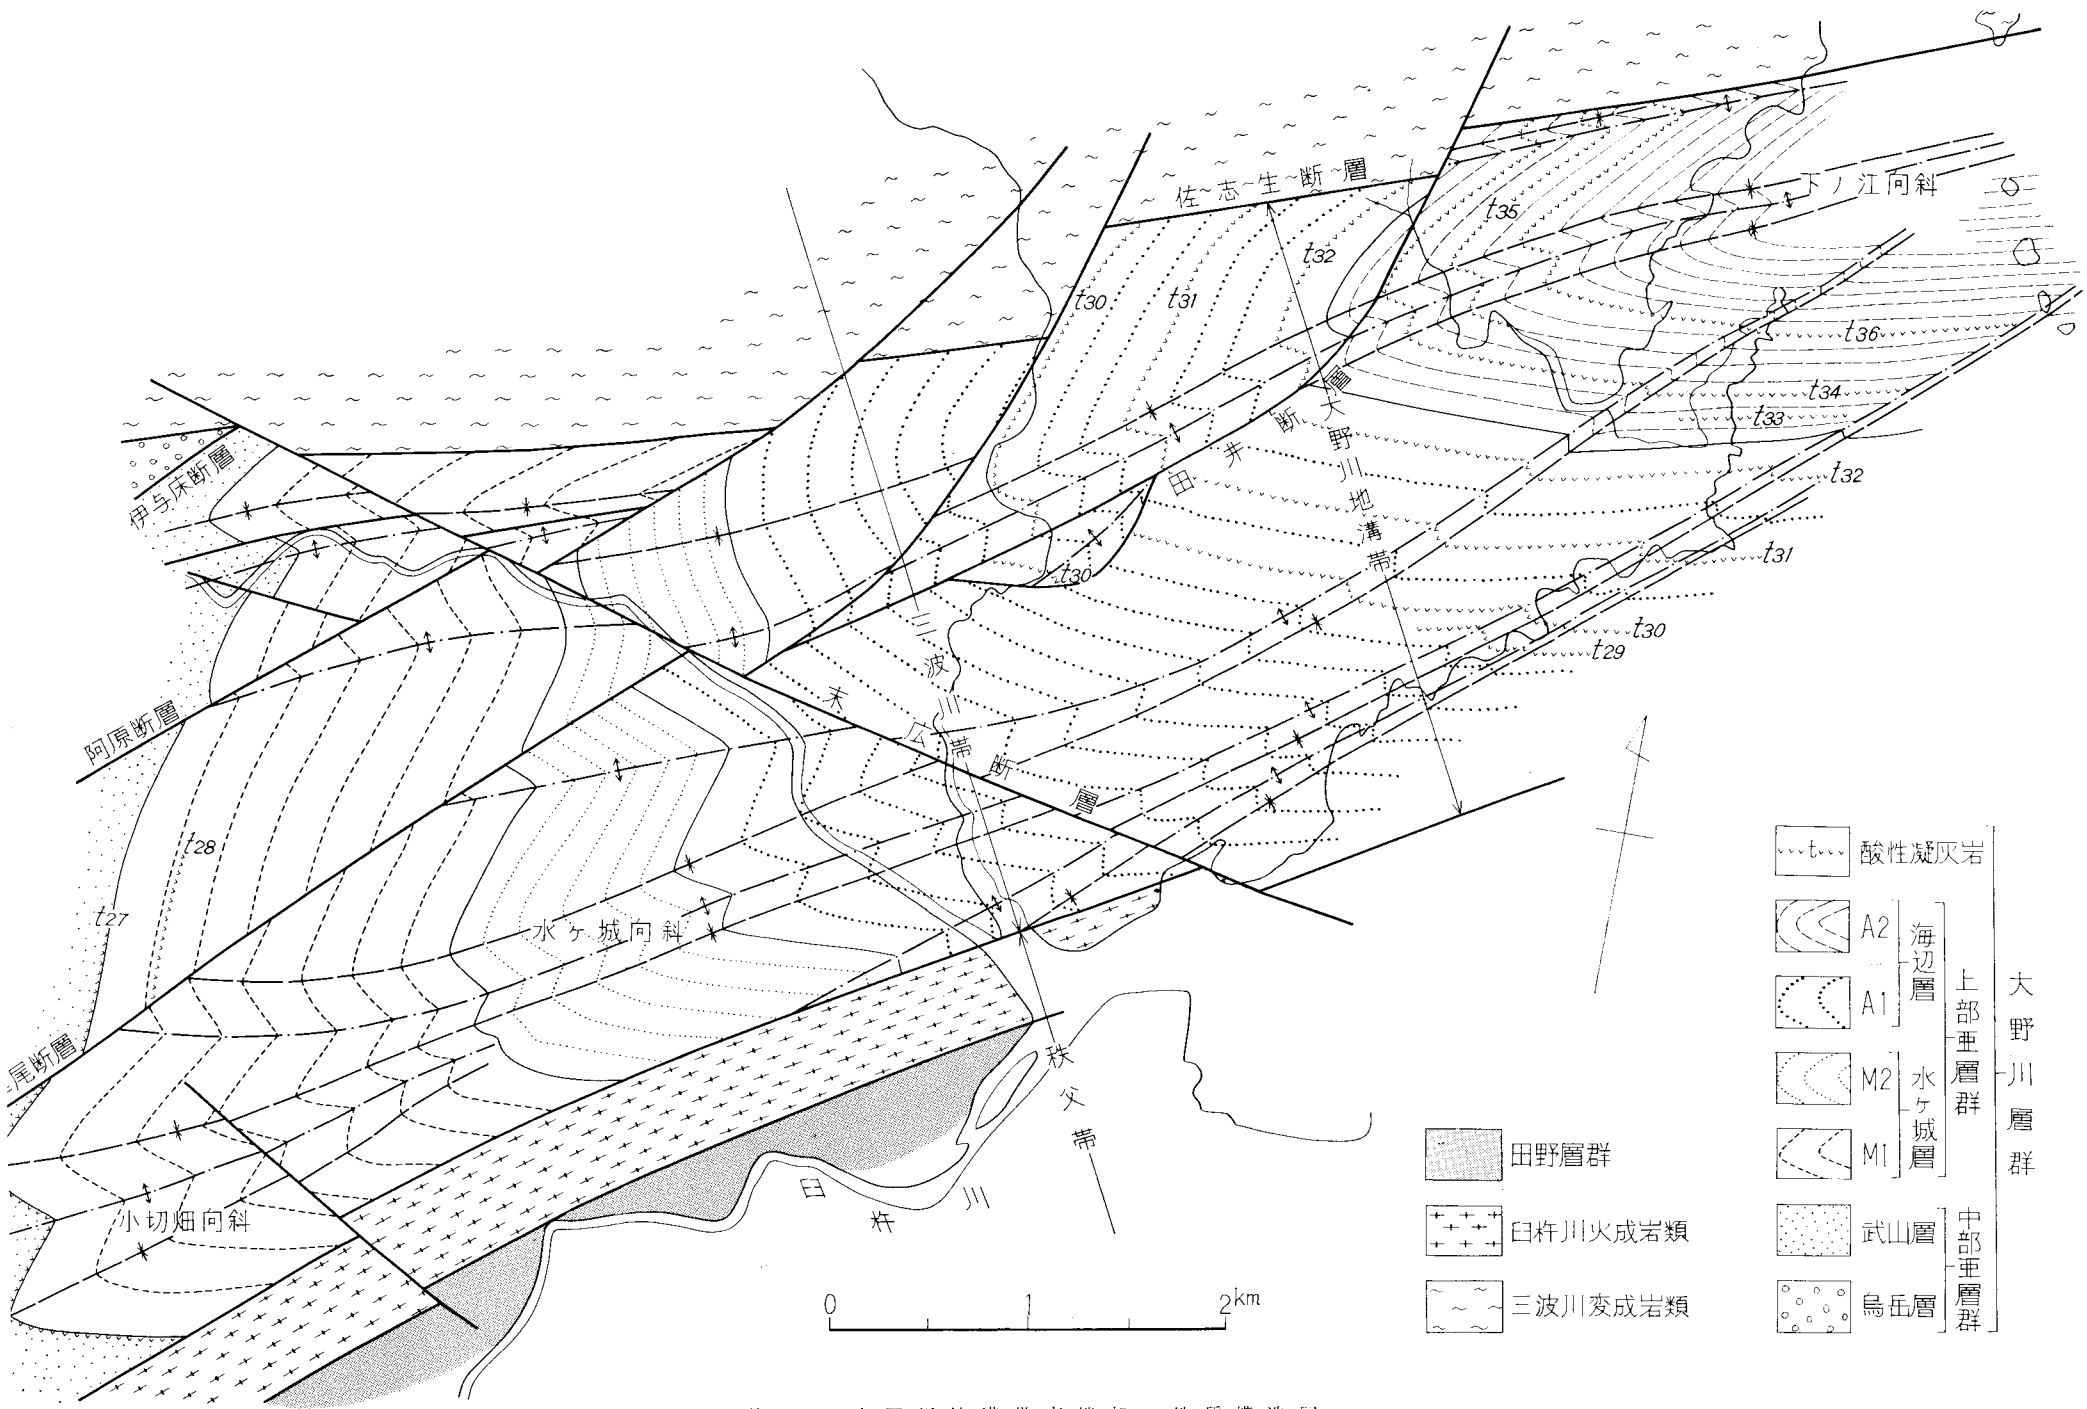 佐志生断層
下ノ江向斜
t35
t32
t30
t31
t36
t34
t33
t32
伊与床断層
田井断層
大野川地溝帯
t31
t30
t30
t29
三波川帯
末広断層
阿原断層
t28
t27
水ヶ城向斜
尾断層
小切畑向斜
秩父帯
臼杵川
0 1 2km
田野層群
臼杵川火成岩類
三波川変成岩類
t 酸性凝灰岩
A2
A1
海辺層
M2
M1
水ヶ城層
上部亜層群
武山層
烏岳層
中部亜層群
大野川層群